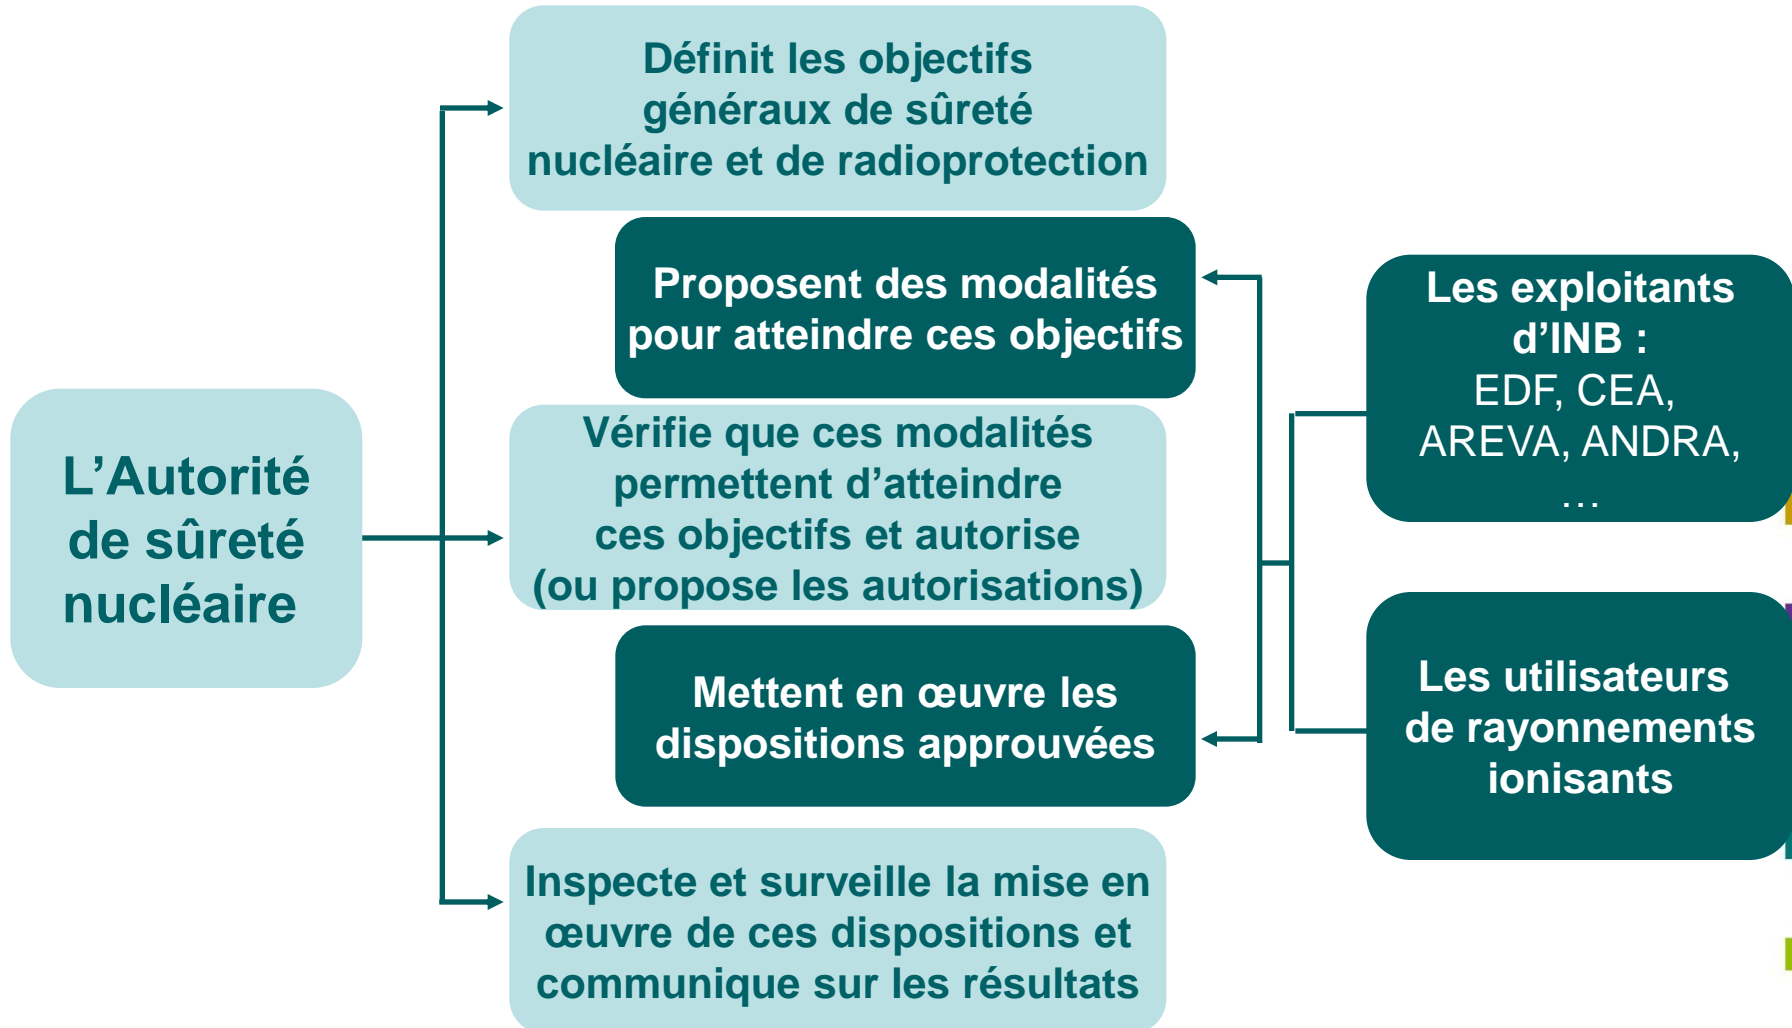 Définit les objectifs
généraux de sûreté
nucléaire et de radioprotection
Proposent des modalités
pour atteindre ces objectifs
Vérifie que ces modalités
permettent d’atteindre
ces objectifs et autorise
(ou propose les autorisations)
Mettent en œuvre les
dispositions approuvées
Inspecte et surveille la mise en
œuvre de ces dispositions et
communique sur les résultats
L’Autorité
de sûreté
nucléaire
Les exploitants
d’INB :
EDF, CEA,
AREVA, ANDRA,
…
Les utilisateurs
de rayonnements
ionisants